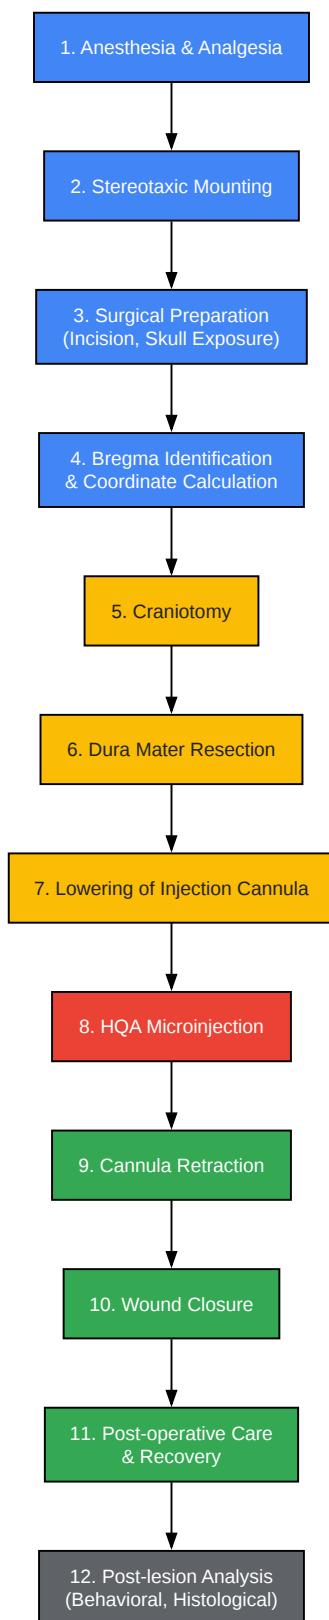 1. Anesthesia & Analgesia
2. Stereotaxic Mounting
3. Surgical Preparation
(Incision, Skull Exposure)
4. Bregma Identification
& Coordinate Calculation
5. Craniotomy
6. Dura Mater Resection
7. Lowering of Injection Cannula
8. HQA Microinjection
9. Cannula Retraction
10. Wound Closure
11. Post-operative Care
& Recovery
12. Post-lesion Analysis
(Behavioral, Histological)